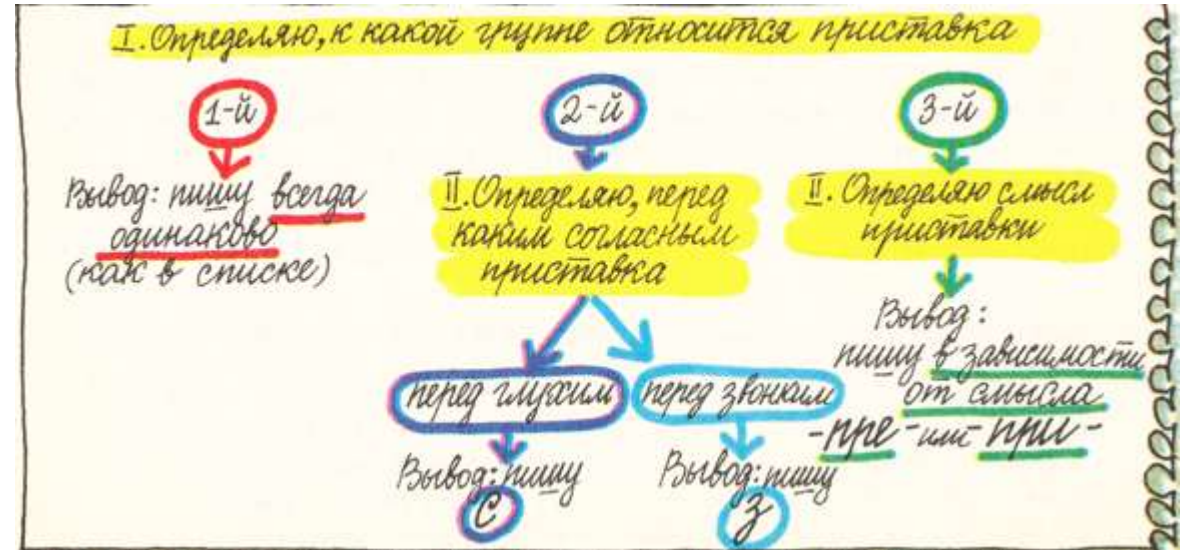 I. Определяю, к какой группе относится приставка
1-й
Вывод: пишу всегда
одинаково
(как в списке)
2-й
II. Определяю, перед
каким согласным
приставка
перед глухим
Вывод: пишу
С
перед звонким
Вывод: пишу
З
3-й
II. Определяю смысл
приставки
Вывод:
пишу в зависимости
от смысла
-пре- или при-